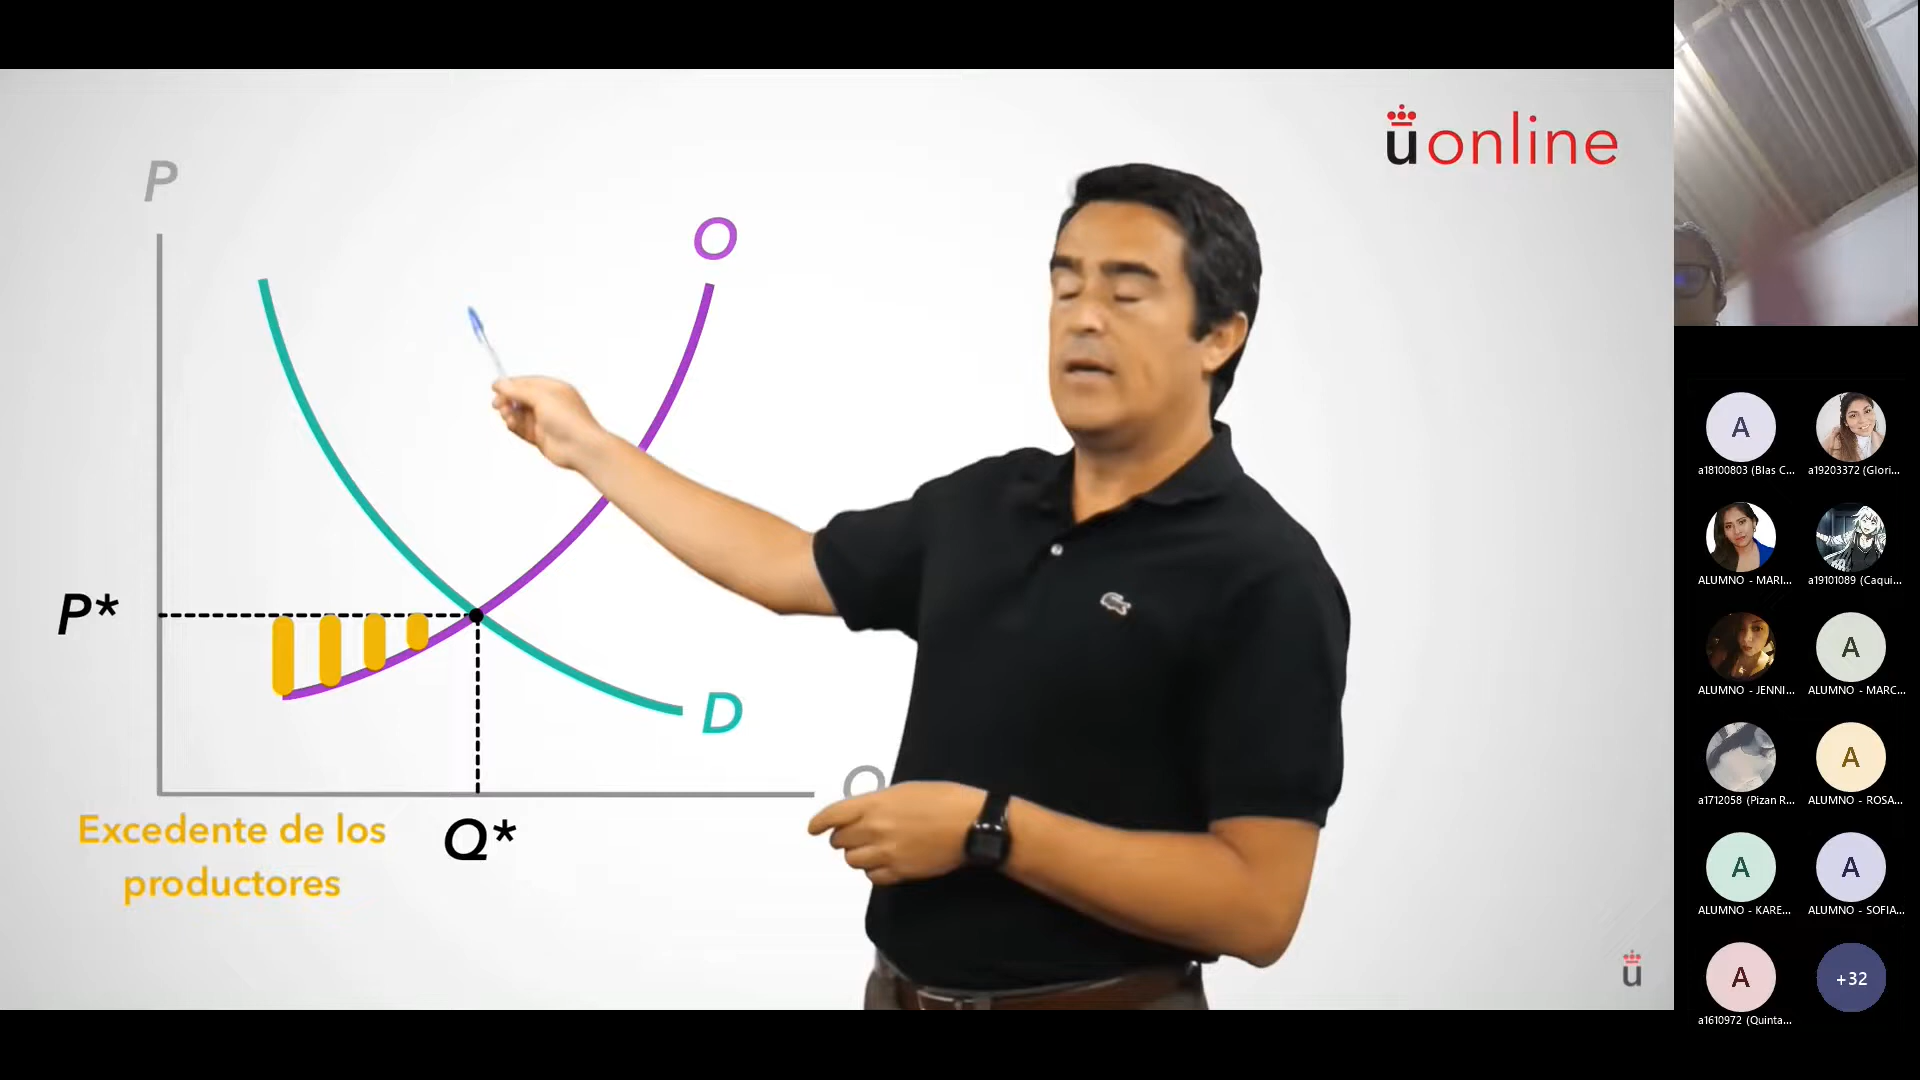 ūonline
P
O
P*
D
Q
Excedente de los
productores
Q*
ū
A
a18100803 (Blas C...
a19203372 (Glori...
ALUMNO - MARI...
a19101089 (Caqui...
ALUMNO - JENNI...
A
ALUMNO - MARC...
a1712058 (Pizan R...
A
ALUMNO - ROSA...
A
ALUMNO - KARE...
A
ALUMNO - SOFIA...
A
a1610972 (Quinta...
+32